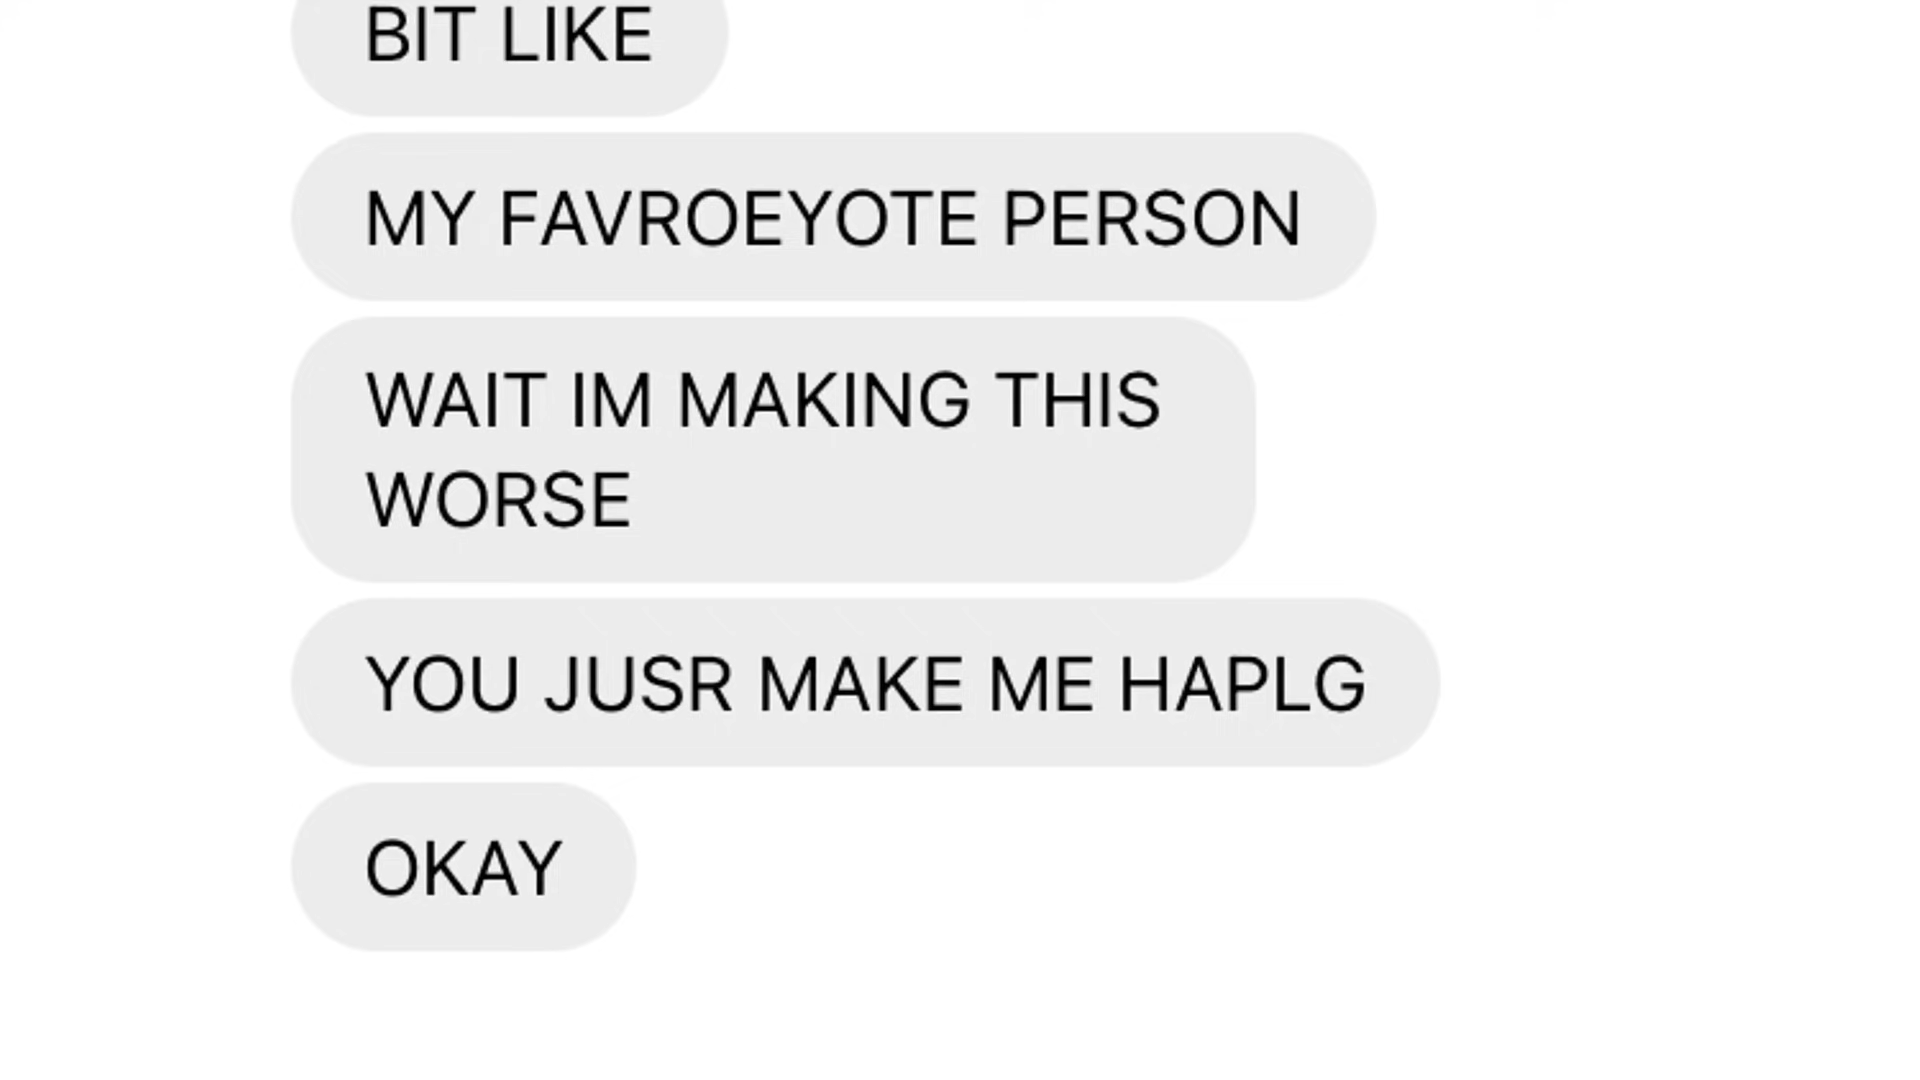 BIT LIKE
MY FAVROEYOTE PERSON
WAIT IM MAKING THIS
WORSE
YOU JUSR MAKE ME HAPLG
OKAY